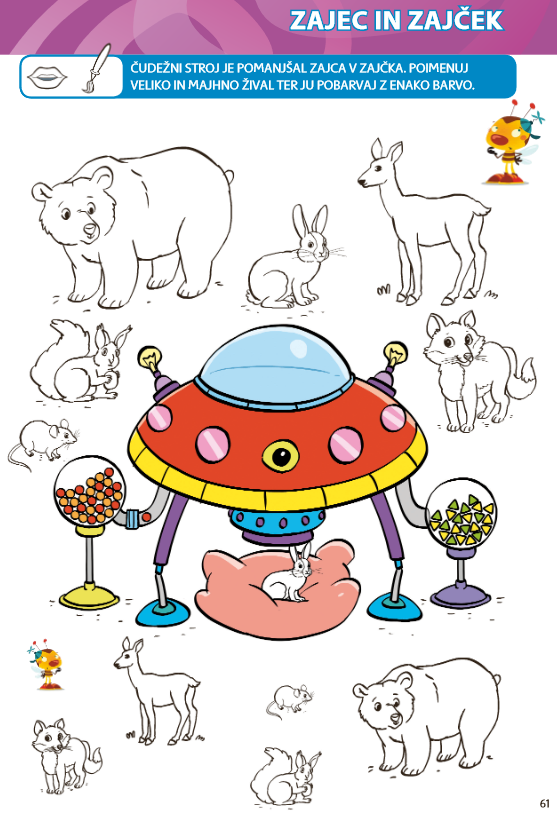 ZAJEC IN ZAJČEK
ČUDEŽNI STROJ JE POMANJŠAL ZAJCA V ZAJČKA. POIMENUJ
VELIKO IN MAJHNO ŽIVAL TER JU POBARVAJ Z ENAKO BARVO.
61